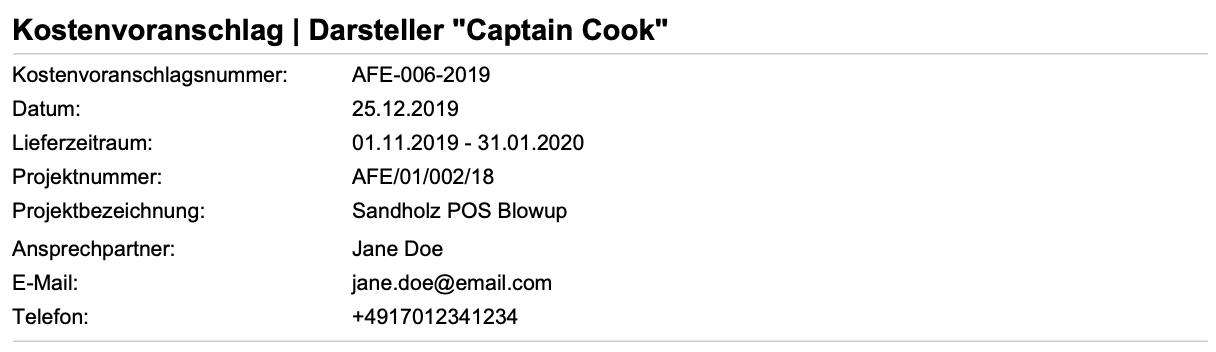 Kostenvoranschlag | Darsteller "Captain Cook"
Kostenvoranschlagsnummer: AFE-006-2019
Datum: 25.12.2019
Lieferzeitraum: 01.11.2019 - 31.01.2020
Projektnummer: AFE/01/002/18
Projektbezeichnung: Sandholz POS Blowup
Ansprechpartner: Jane Doe
E-Mail: jane.doe@email.com
Telefon: +4917012341234